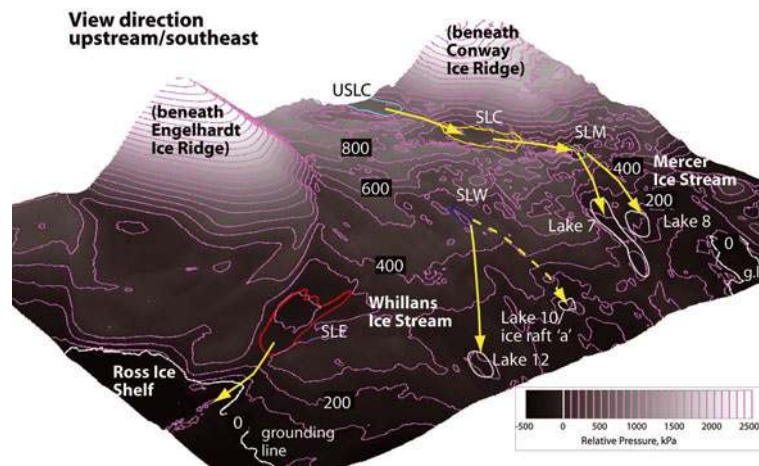 View direction
upstream/southeast
(beneath
Conway
Ice Ridge)
USLC
(beneath
Engelhardt
Ice Ridge)
SLC
SLM
800
400
Mercer
Ice Stream
600
SLW
200
Lake 7
Lake 8
0
g.l
400
Whillans
Ice Stream
Lake 10/
ice raft 'a'
SLE
Lake 12
Ross Ice
Shelf
200
0
grounding
line
-500 0 500 1000 1500 2000 2500
Relative Pressure, kPa